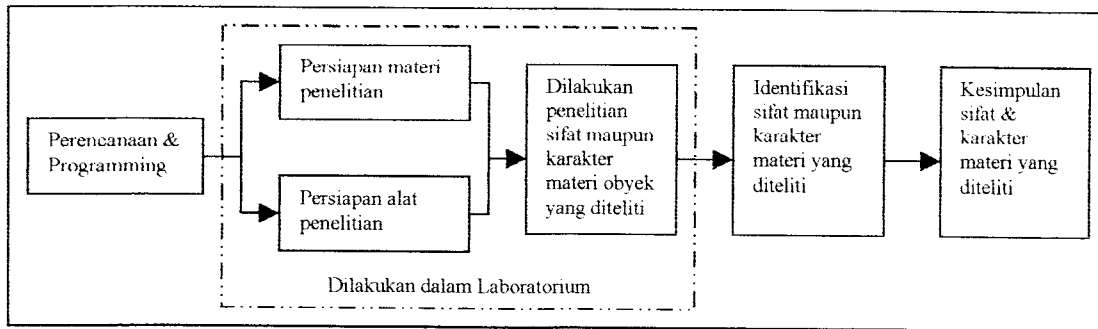 Perencanaan &
Programming
Persiapan materi
penelitian
Persiapan alat
penelitian
Dilakukan
penelitian
sifat maupun
karakter
materi obyek
yang diteliti
Dilakukan dalam Laboratorium
Identifikasi
sifat maupun
karakter
materi yang
diteliti
Kesimpulan
sifat &
karakter
materi yang
diteliti